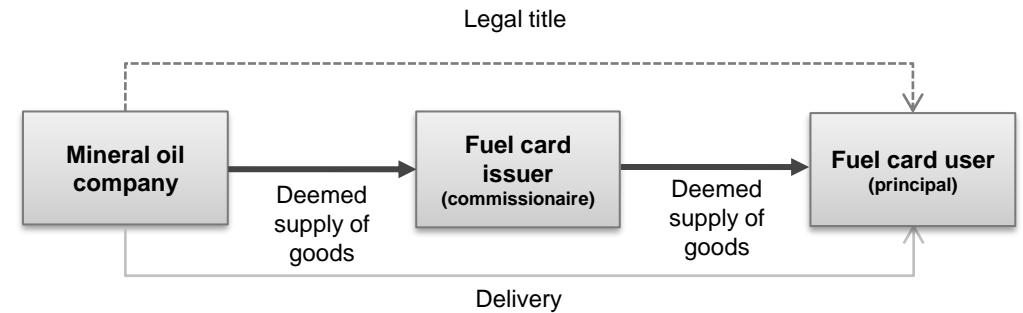 Legal title
Mineral oil
company
Deemed
supply of
goods
Fuel card
issuer
(commissionaire)
Deemed
supply of
goods
Fuel card user
(principal)
Delivery